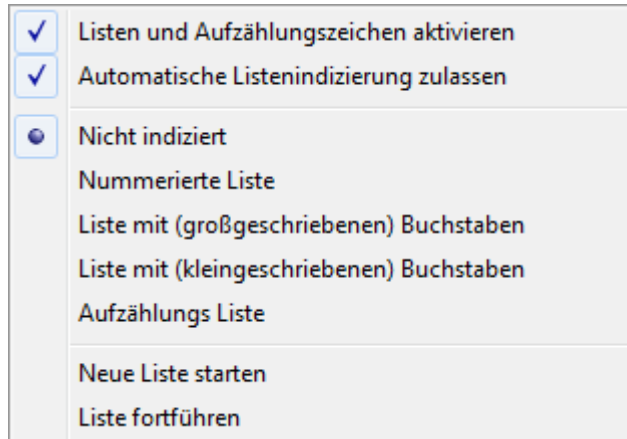 Listen und Aufzählungszeichen aktivieren
Automatische Listenindizierung zulassen
Nicht indiziert
Nummerierte Liste
Liste mit (großgeschriebenen) Buchstaben
Liste mit (kleingeschriebenen) Buchstaben
Aufzählungs Liste
Neue Liste starten
Liste fortführen